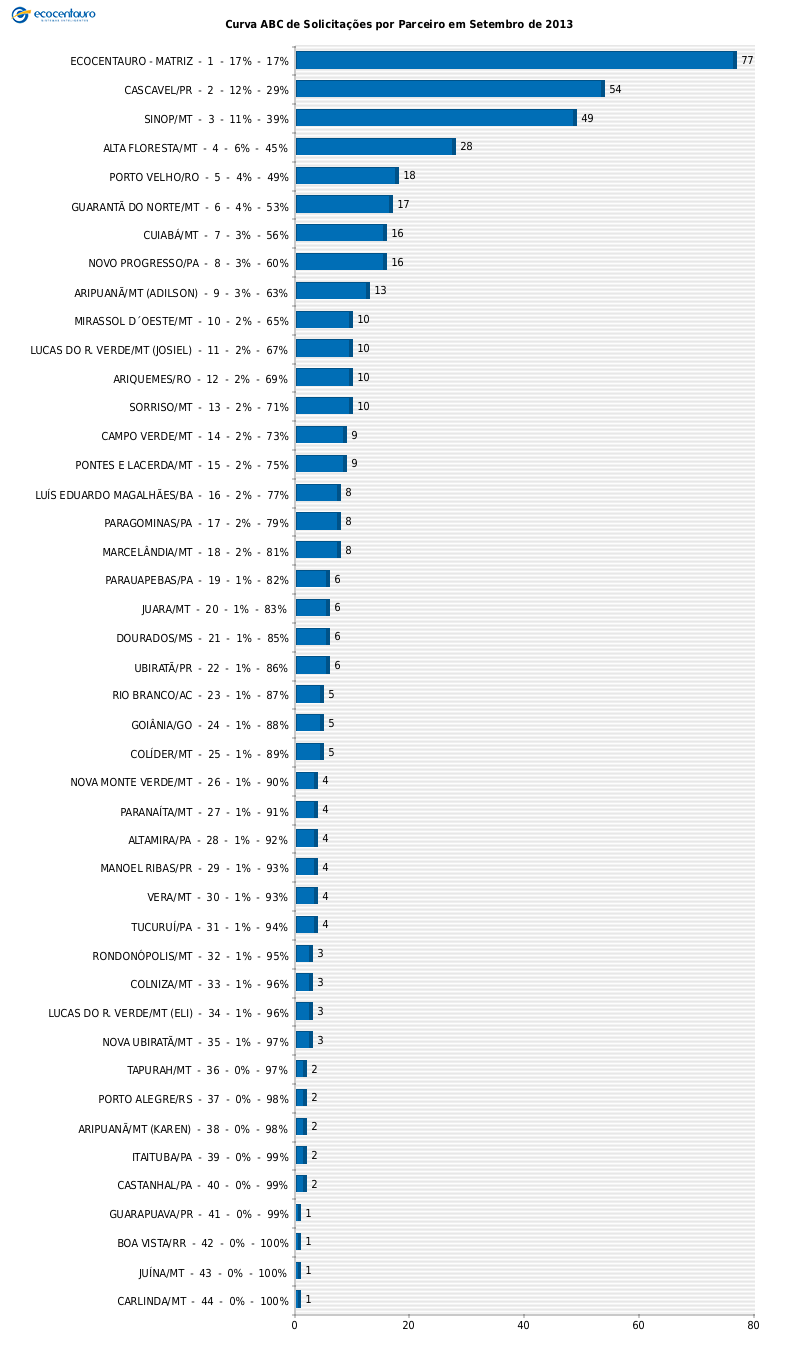 ecocentauro
Curva ABC de Solicitações por Parceiro em Setembro de 2013
ECOCENTAURO - MATRIZ - 1 - 17% - 17% 77
CASCAVEL/PR - 2 - 12% - 29% 54
SINOP/MT - 3 - 11% - 39% 49
ALTA FLORESTA/MT - 4 - 6% - 45% 28
PORTO VELHO/RO - 5 - 4% - 49% 18
GUARANTÃ DO NORTE/MT - 6 - 4% - 53% 17
CUIABÁ/MT - 7 - 3% - 56% 16
NOVO PROGRESSO/PA - 8 - 3% - 60% 16
ARIPUANÃ/MT (ADILSON) - 9 - 3% - 63% 13
MIRASSOL D´OESTE/MT - 10 - 2% - 65% 10
LUCAS DO R. VERDE/MT (JOSIEL) - 11 - 2% - 67% 10
ARIQUEMES/RO - 12 - 2% - 69% 10
SORRISO/MT - 13 - 2% - 71% 10
CAMPO VERDE/MT - 14 - 2% - 73% 9
PONTES E LACERDA/MT - 15 - 2% - 75% 9
LUÍS EDUARDO MAGALHÃES/BA - 16 - 2% - 77% 8
PARAGOMINAS/PA - 17 - 2% - 79% 8
MARCELÂNDIA/MT - 18 - 2% - 81% 8
PARAUAPEBAS/PA - 19 - 1% - 82% 6
JUARA/MT - 20 - 1% - 83% 6
DOURADOS/MS - 21 - 1% - 85% 6
UBIRATÃ/PR - 22 - 1% - 86% 6
RIO BRANCO/AC - 23 - 1% - 87% 5
GOIÂNIA/GO - 24 - 1% - 88% 5
COLÍDER/MT - 25 - 1% - 89% 5
NOVA MONTE VERDE/MT - 26 - 1% - 90% 4
PARANAÍTA/MT - 27 - 1% - 91% 4
ALTAMIRA/PA - 28 - 1% - 92% 4
MANOEL RIBAS/PR - 29 - 1% - 93% 4
VERA/MT - 30 - 1% - 93% 4
TUCURUÍ/PA - 31 - 1% - 94% 4
RONDONÓPOLIS/MT - 32 - 1% - 95% 3
COLNIZA/MT - 33 - 1% - 96% 3
LUCAS DO R. VERDE/MT (ELI) - 34 - 1% - 96% 3
NOVA UBIRATÃ/MT - 35 - 1% - 97% 3
TAPURAH/MT - 36 - 0% - 97% 2
PORTO ALEGRE/RS - 37 - 0% - 98% 2
ARIPUANÃ/MT (KAREN) - 38 - 0% - 98% 2
ITAITUBA/PA - 39 - 0% - 99% 2
CASTANHAL/PA - 40 - 0% - 99% 2
GUARAPUAVA/PR - 41 - 0% - 99% 1
BOA VISTA/RR - 42 - 0% - 100% 1
JUÍNA/MT - 43 - 0% - 100% 1
CARLINDA/MT - 44 - 0% - 100% 1
0 20 40 60 80